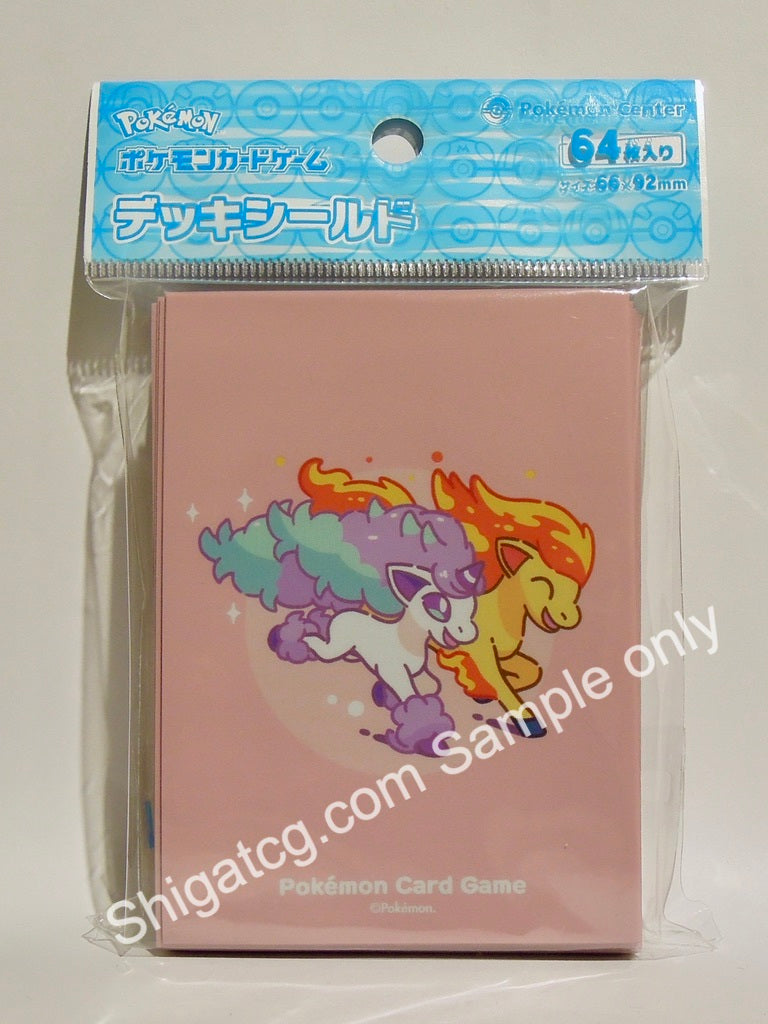 POKéMON
Pokémon Center
ポケモンカードゲーム
64枚入り
サイズ66×92mm
デッキシールド
Shigatcg.com Sample only
Pokémon Card Game
©Pokémon.